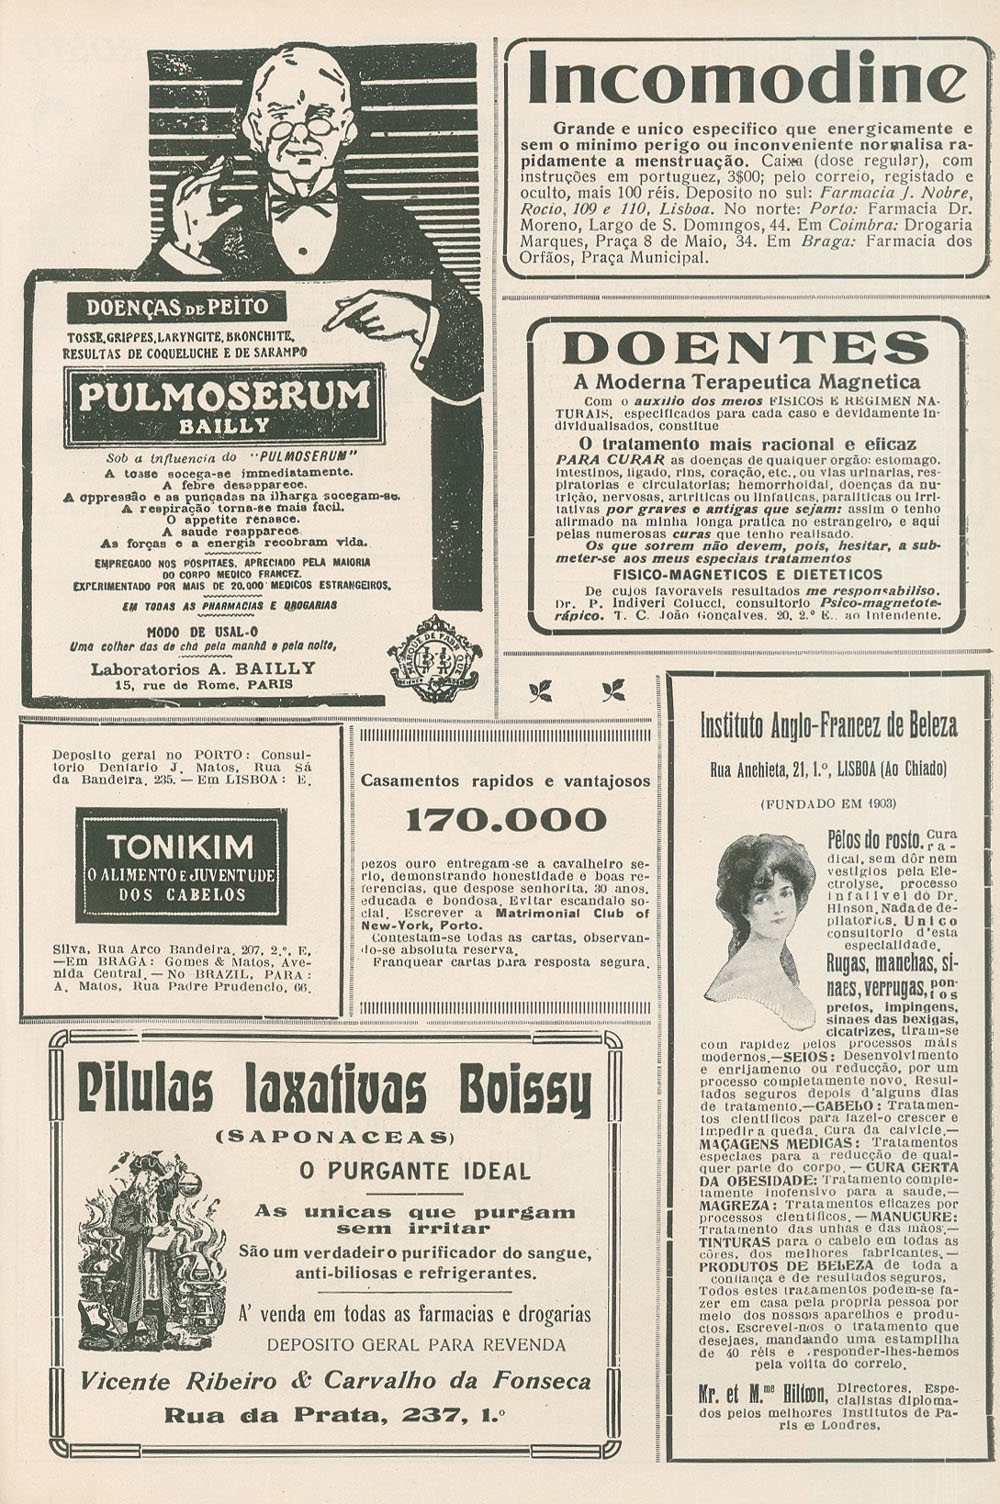 DOENÇAS DE PEITO
TOSSE, GRIPPES, LARYNGITE, BRONCHITE,
RESULTAS DE COQUELUCHE E DE SARAMPO
PULMOSERUM
BAILLY
Sob a influencia do "PULMOSERUM"
A tosse socega-se immediatamente.
A febre desapparece.
A oppressão e as punçadas na ilharga socegam-se.
A respiração torna-se mais facil.
O appetite renasce.
A saude reapparece.
As forças e a energia recobram vida.
EMPREGADO NOS HOSPITAES, APRECIADO PELA MAIORIA
DO CORPO MEDICO FRANCEZ.
EXPERIMENTADO POR MAIS DE 20.000 MEDICOS ESTRANGEIROS.
EM TODAS AS PHARMACIAS E DROGARIAS
MODO DE USAL-O
Uma colher das de chá pela manhã e pela noite,
Laboratorios A. BAILLY
15, rue de Rome, PARIS
MARQUE DE FABRIQUE
Incomodine
Grande e unico especifico que energicamente e
sem o minimo perigo ou inconveniente normalisa ra-
pidamente a menstruação. Caixa (dose regular), com
instruções em portuguez, 3$00; pelo correio, registado e
oculto, mais 100 réis. Deposito no sul: Farmacia J. Nobre,
Rocio, 109 e 110, Lisboa. No norte: Porto: Farmacia Dr.
Moreno, Largo de S. Domingos, 44. Em Coimbra: Drogaria
Marques, Praça 8 de Maio, 34. Em Braga: Farmacia dos
Orfãos, Praça Municipal.
DOENTES
A Moderna Terapeutica Magnetica
Com o auxilio dos meios FISICOS E REGIMEN NA-
TURAIS, especificados para cada caso e devidamente in-
dividualisados, constitue
O tratamento mais racional e eficaz
PARA CURAR as doenças de qualquer orgão: estomago,
intestinos, ligado, rins, coração, etc., ou vias urinarias, res-
piratorias e circulatorias; hemorrhoidal, doenças da nu-
trição, nervosas, artriticas ou linfaticas, paraliticas ou irri-
tativas por graves e antigas que sejam: assim o tenho
afirmado na minha longa pratica no estrangeiro, e aqui
pelas numerosas curas que tenho realisado.
Os que sofrem não devem, pois, hesitar, a sub-
meter-se aos meus especiais tratamentos
FISICO-MAGNETICOS E DIETETICOS
De cujos favoraveis resultados me responsabiliso.
Dr. P. Indiveri Colucci, consultorio Psico-magnetote-
rápico. T. C. João Gonçalves, 20, 2.º E., ao Intendente.
Deposito geral no PORTO: Consul-
torio Dentario J. Matos, Rua Sá
da Bandeira, 235. — Em LISBOA: E.
TONIKIM
O ALIMENTO E JUVENTUDE
DOS CABELOS
Silva, Rua Arco Bandeira, 207, 2.º, E.
—Em BRAGA: Gomes & Matos, Ave-
nida Central. — No BRAZIL, PARA:
A. Matos, Rua Padre Prudencio, 66.
Casamentos rapidos e vantajosos
170.000
pezos ouro entregam-se a cavalheiro se-
rio, demonstrando honestidade e boas re-
ferencias, que despose senhorita, 30 anos,
educada e bondosa. Evitar escandalo so-
cial. Escrever a Matrimonial Club of
New-York, Porto.
Contestam-se todas as cartas, observan-
do-se absoluta reserva.
Franquear cartas para resposta segura.
Pilulas laxativas Boissy
(SAPONACEAS)
O PURGANTE IDEAL
As unicas que purgam
sem irritar
São um verdadeiro purificador do sangue,
anti-biliosas e refrigerantes.
A' venda em todas as farmacias e drogarias
DEPOSITO GERAL PARA REVENDA
Vicente Ribeiro & Carvalho da Fonseca
Rua da Prata, 237, 1.º
Instituto Anglo-Francez de Beleza
Rua Anchieta, 21, 1.º, LISBOA (Ao Chiado)
(FUNDADO EM 1903)
Pêlos do rosto. Cura
ra-
dical, sem dôr nem
vestigios pela Ele-
ctrolyse, processo
infalivel do Dr.
Hinson. Nada de de-
pilatorios. Unico
consultorio d'esta
especialidade.
Rugas, manchas, si-
naes, verrugas, pon-
tos
pretos, impingens,
sinaes das bexigas,
cicatrizes, tiram-se
com rapidez pelos processos máis
modernos.—SEIOS: Desenvolvimento
e enrijamento ou reducção, por um
processo completamente novo. Resul-
tados seguros depois d'alguns dias
de tratamento.—CABELO: Tratamen-
tos cientificos para fazel-o crescer e
impedir a queda. Cura da calvicie.—
MAÇAGENS MEDICAS: Tratamentos
especiaes para a reducção de qual-
quer parte do corpo. — CURA CERTA
DA OBESIDADE: Tratamento comple-
tamente inofensivo para a saude.—
MAGREZA: Tratamentos eficazes por
processos cientificos. — MANUCURE:
Tratamento das unhas e das mãos.—
TINTURAS para o cabelo em todas as
côres, dos melhores fabricantes. —
PRODUTOS DE BELEZA de toda a
confiança e de resultados seguros.
Todos estes tratamentos podem-se fa-
zer em casa pela propria pessoa por
meio dos nossos aparelhos e produ-
ctos. Escrevei-nos o tratamento que
desejaes, mandando uma estampilha
de 40 réis e responder-lhes-hemos
pela volta do correio.
Mr. et M.me Hilton, Directores, Espe-
cialistas diploma-
dos pelos melhores Institutos de Pa-
ris e Londres.